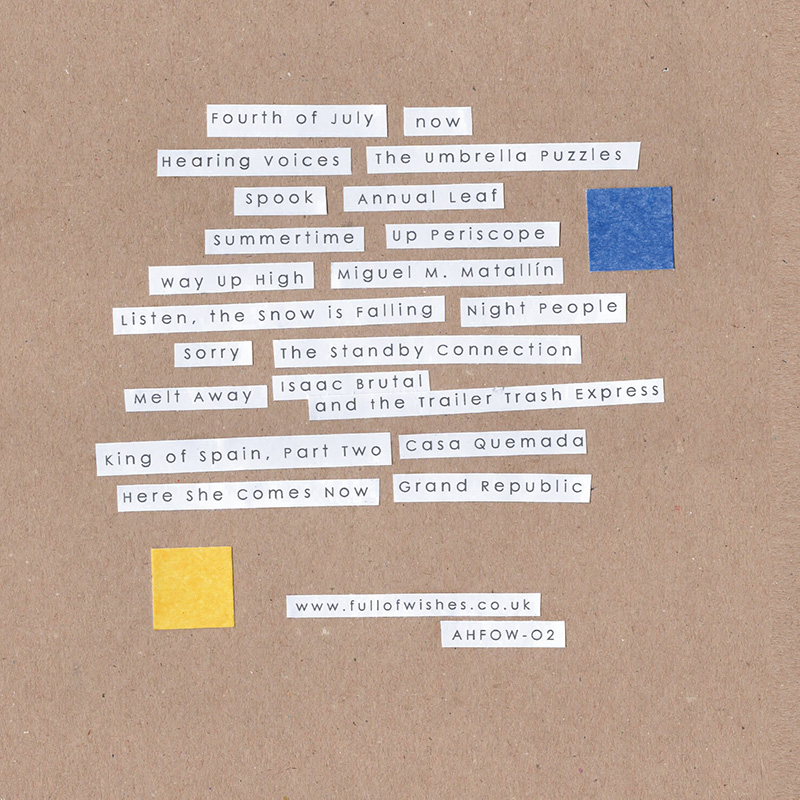 Fourth of July now
Hearing Voices The Umbrella Puzzles
Spook Annual Leaf
Summertime Up Periscope
Way Up High Miguel M. Matallín
Listen, the Snow is Falling Night People
Sorry The Standby Connection
Melt Away Isaac Brutal
and the Trailer Trash Express
King of Spain, Part Two Casa Quemada
Here She Comes Now Grand Republic
www.fullofwishes.co.uk
AHFOW-02